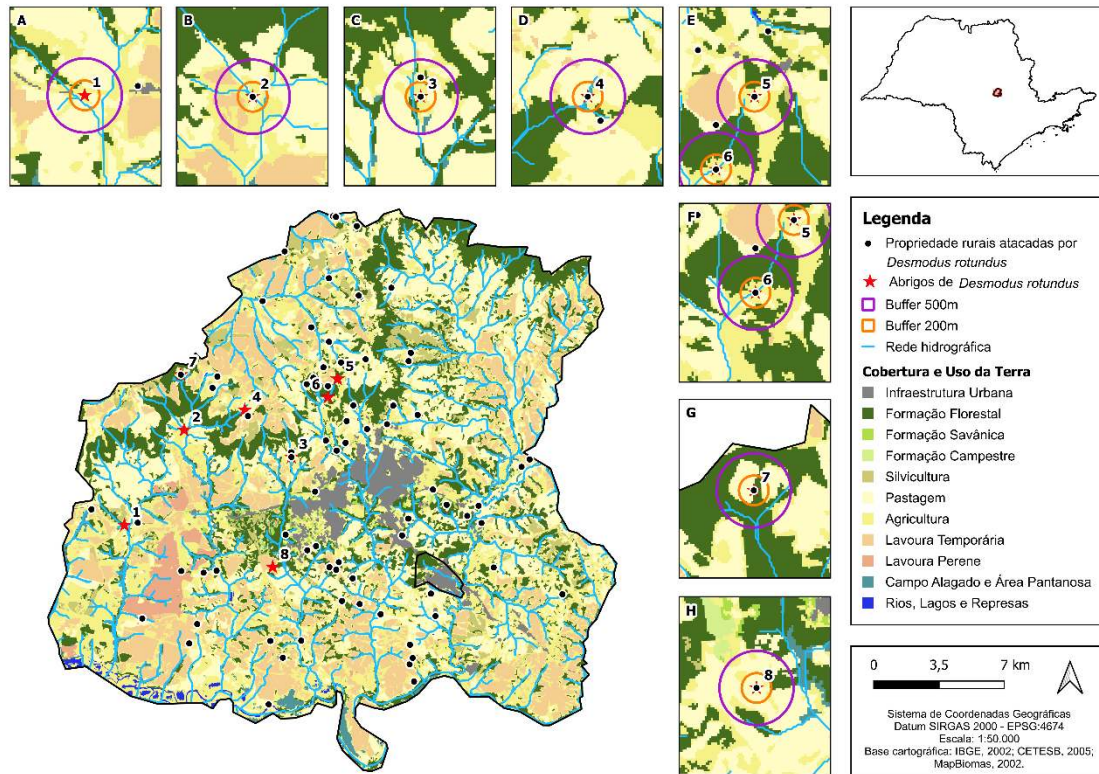 A
1
B
2
C
3
D
4
E
5
6
F
5
6
G
7
H
8
7
5
6
4
2
3
1
8
Legenda
Propriedade rurais atacadas por
Desmodus rotundus
Abrigos de Desmodus rotundus
Buffer 500m
Buffer 200m
Rede hidrográfica
Cobertura e Uso da Terra
Infraestrutura Urbana
Formação Florestal
Formação Savânica
Formação Campestre
Silvicultura
Pastagem
Agricultura
Lavoura Temporária
Lavoura Perene
Campo Alagado e Área Pantanosa
Rios, Lagos e Represas
0 3,5 7 km
Sistema de Coordenadas Geográficas
Datum SIRGAS 2000 - EPSG:4674
Escala: 1:50.000
Base cartográfica: IBGE, 2002; CETESB, 2005;
MapBiomas, 2002.